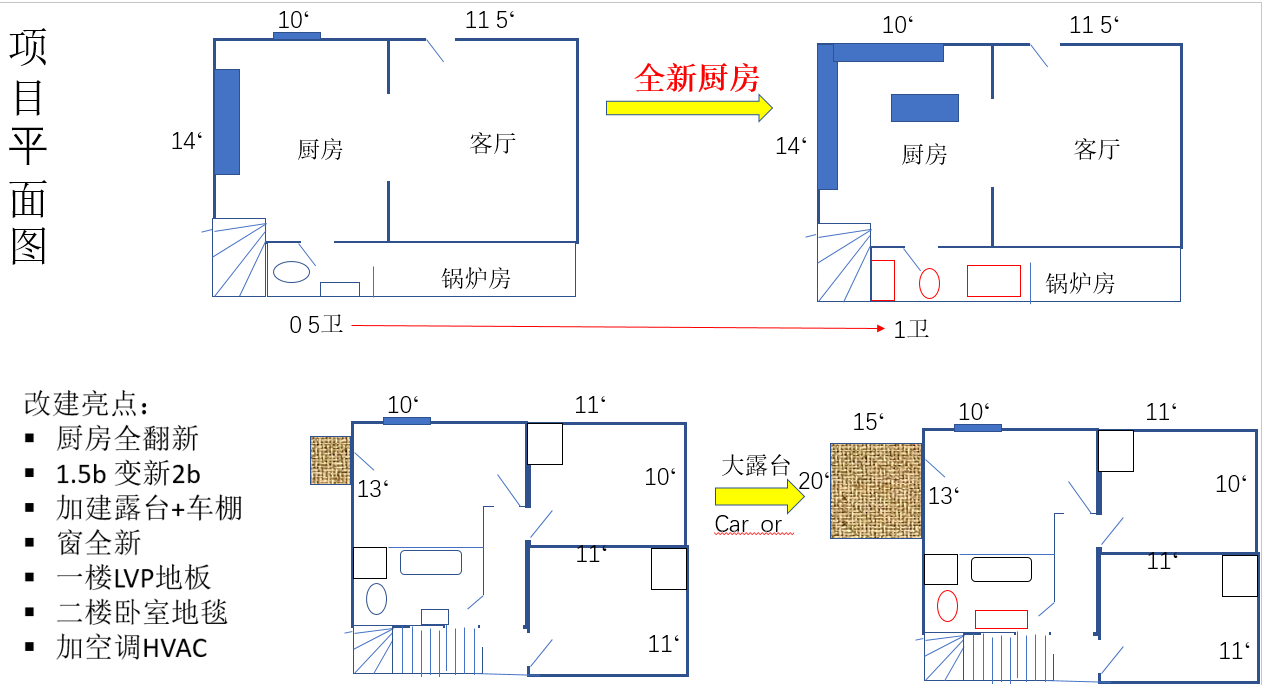 项目平面图
10‘
11 5‘
全新厨房
10‘
11 5‘
14‘
厨房
客厅
14‘
厨房
客厅
锅炉房
锅炉房
0 5卫
1卫
改建亮点：
▪ 厨房全翻新
▪ 1.5b 变新2b
▪ 加建露台+车棚
▪ 窗全新
▪ 一楼LVP地板
▪ 二楼卧室地毯
▪ 加空调HVAC
10‘
11‘
13‘
10‘
11‘
11‘
大露台
Car or
15‘
20‘
10‘
11‘
13‘
10‘
11‘
11‘